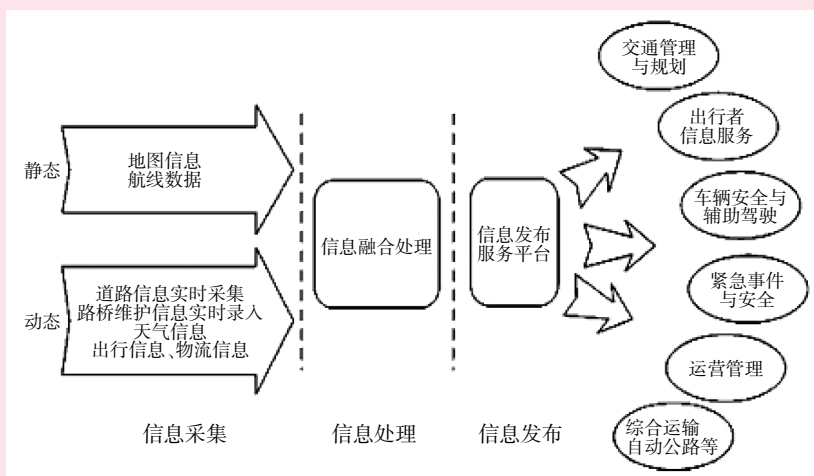 静态
地图信息
航线数据
动态
道路信息实时采集
路桥维护信息实时录入
天气信息
出行信息、物流信息
信息融合处理
信息发布
服务平台
交通管理
与规划
出行者
信息服务
车辆安全与
辅助驾驶
紧急事件
与安全
运营管理
综合运输
自动公路等
信息采集
信息处理
信息发布